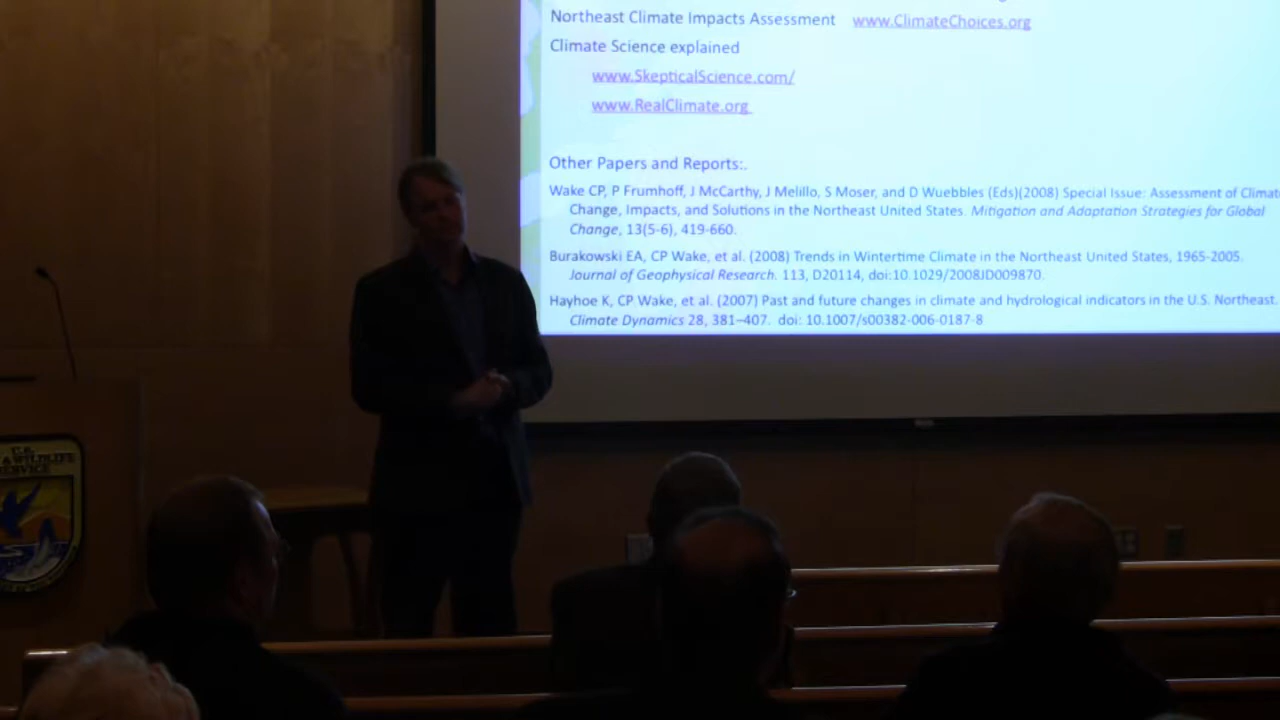 Northeast Climate Impacts Assessment www.ClimateChoices.org
Climate Science explained
www.SkepticalScience.com/
www.RealClimate.org
Other Papers and Reports:.
Wake CP, P Frumhoff, J McCarthy, J Melillo, S Moser, and D Wuebbles (Eds)(2008) Special Issue: Assessment of Climat
Change, Impacts, and Solutions in the Northeast United States. Mitigation and Adaptation Strategies for Global
Change, 13(5-6), 419-660.
Burakowski EA, CP Wake, et al. (2008) Trends in Wintertime Climate in the Northeast United States, 1965-2005.
Journal of Geophysical Research. 113, D20114, doi:10.1029/2008JD009870.
Hayhoe K, CP Wake, et al. (2007) Past and future changes in climate and hydrological indicators in the U.S. Northeast.
Climate Dynamics 28, 381–407. doi: 10.1007/s00382-006-0187-8
U.S.
& WILDLIFE
SERVICE